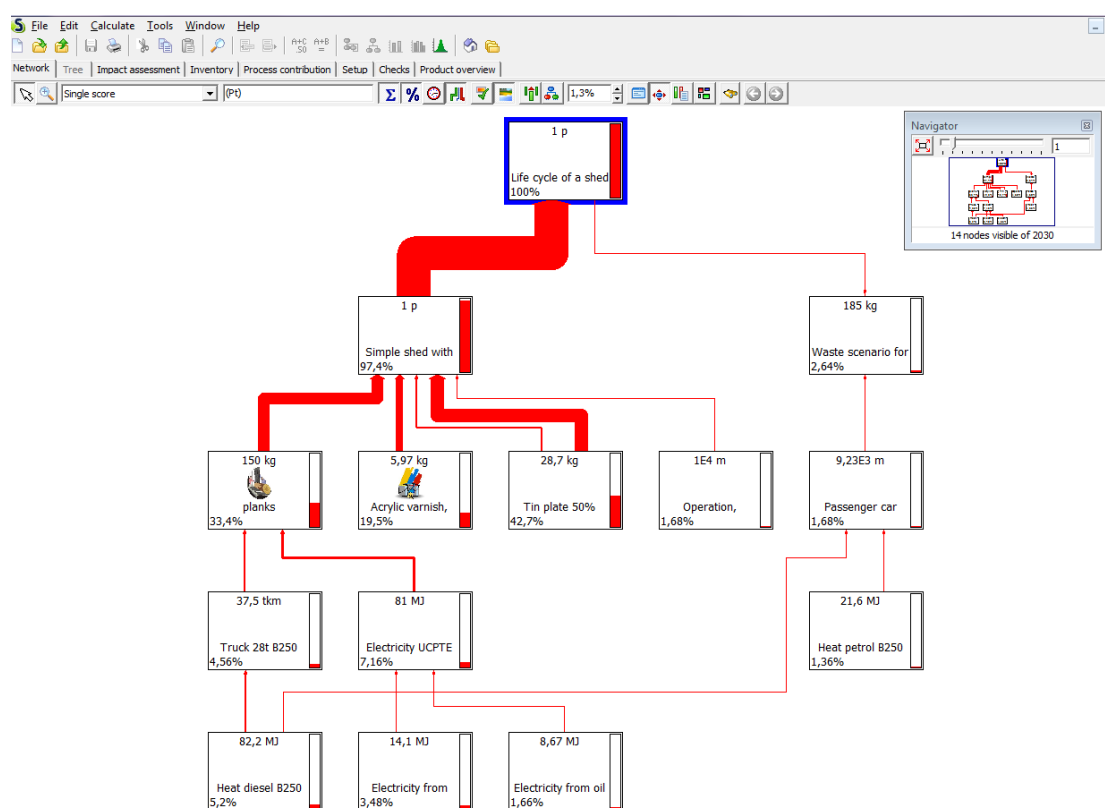 File Edit Calculate Tools Window Help
A+C
50
A+B
=
Network Tree Impact assessment Inventory Process contribution Setup Checks Product overview
Single score (Pt) Σ % 1,3%
Navigator
1
14 nodes visible of 2030
1 p
Life cycle of a shed
100%
1 p
Simple shed with
97,4%
185 kg
Waste scenario for
2,64%
150 kg
planks
33,4%
5,97 kg
Acrylic varnish,
19,5%
28,7 kg
Tin plate 50%
42,7%
1E4 m
Operation,
1,68%
9,23E3 m
Passenger car
1,68%
37,5 tkm
Truck 28t B250
4,56%
81 MJ
Electricity UCPTE
7,16%
21,6 MJ
Heat petrol B250
1,36%
82,2 MJ
Heat diesel B250
5,2%
14,1 MJ
Electricity from
3,48%
8,67 MJ
Electricity from oil
1,66%